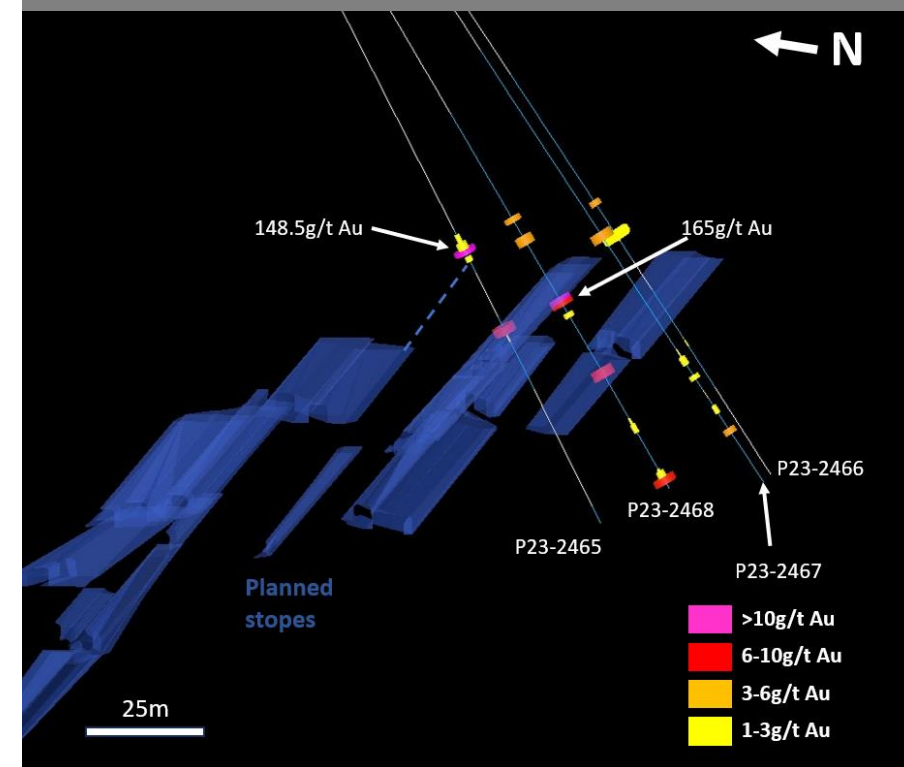 N
148.5g/t Au
165g/t Au
P23-2466
P23-2468
P23-2465
P23-2467
Planned
stopes
>10g/t Au
6-10g/t Au
3-6g/t Au
1-3g/t Au
25m